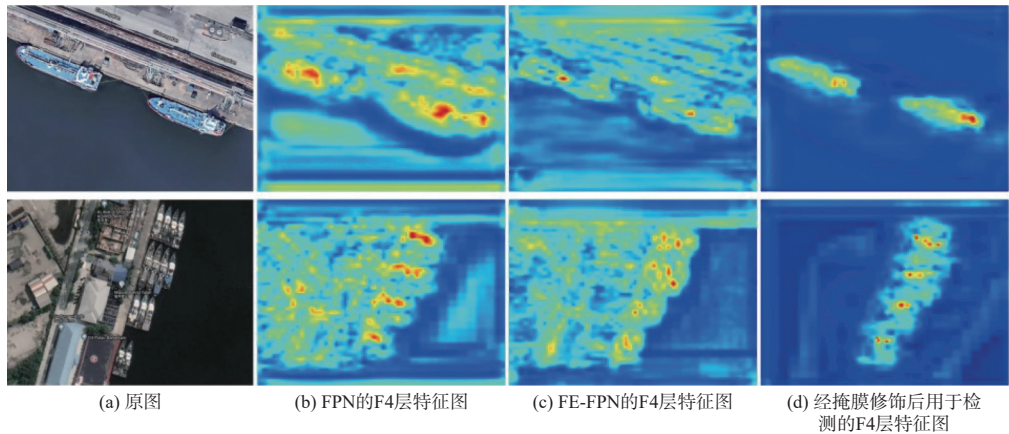 (a) 原图
(b) FPN的F4层特征图
(c) FE-FPN的F4层特征图
(d) 经掩膜修饰后用于检
测的F4层特征图